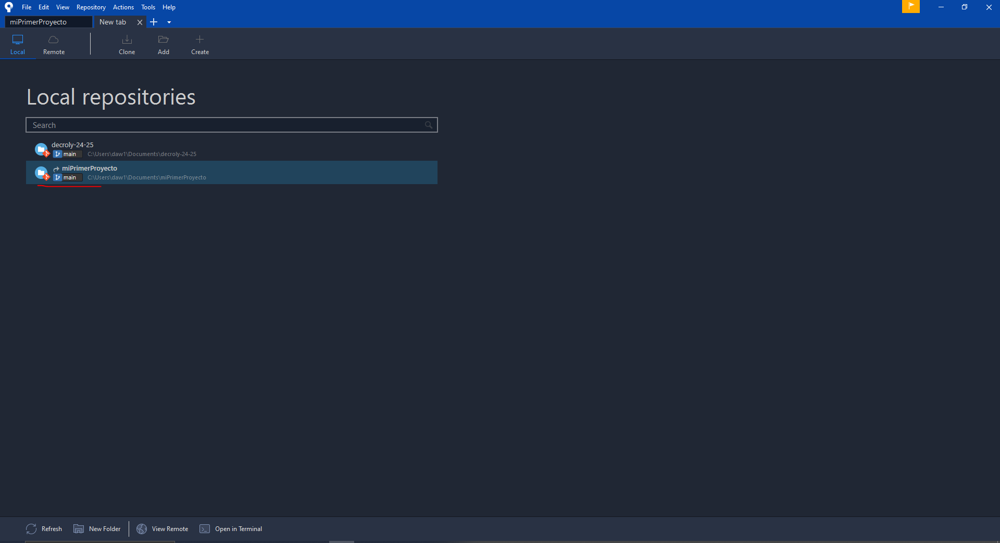 File Edit View Repository Actions Tools Help
miPrimerProyecto New tab
Local Remote Clone Add Create
Local repositories
Search
decroly-24-25
main C:\Users\daw1\Documents\decroly-24-25
miPrimerProyecto
main C:\Users\daw1\Documents\miPrimerProyecto
Refresh New Folder View Remote Open in Terminal